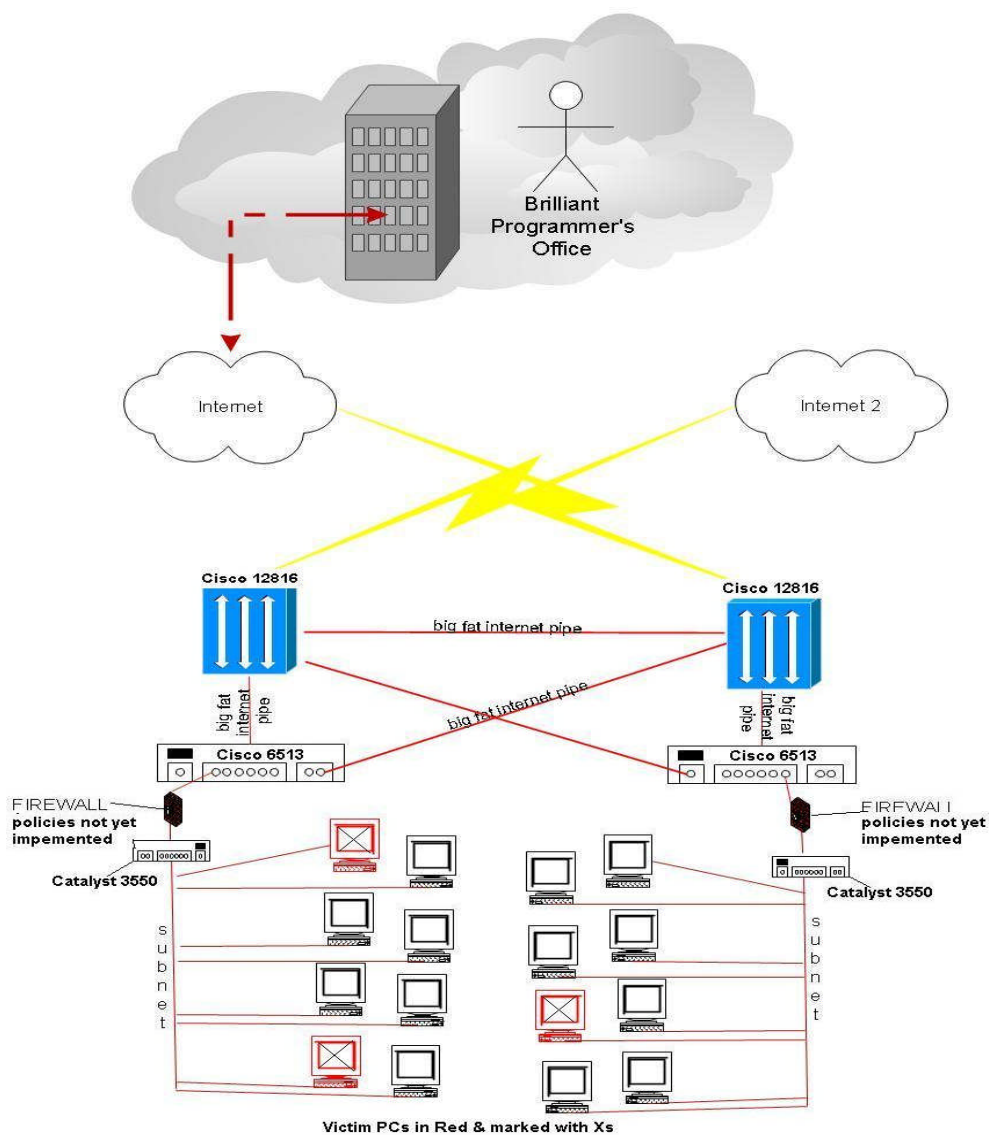 Brilliant
Programmer's
Office
Internet
Internet 2
Cisco 12816
Cisco 12816
big fat internet pipe
big fat
internet
pipe
big fat internet pipe
big fat
internet
pipe
Cisco 6513
Cisco 6513
FIREWALL
policies not yet
impemented
FIREWALL
policies not yet
impemented
Catalyst 3550
Catalyst 3550
subnet
subnet
Victim PCs in Red & marked with Xs